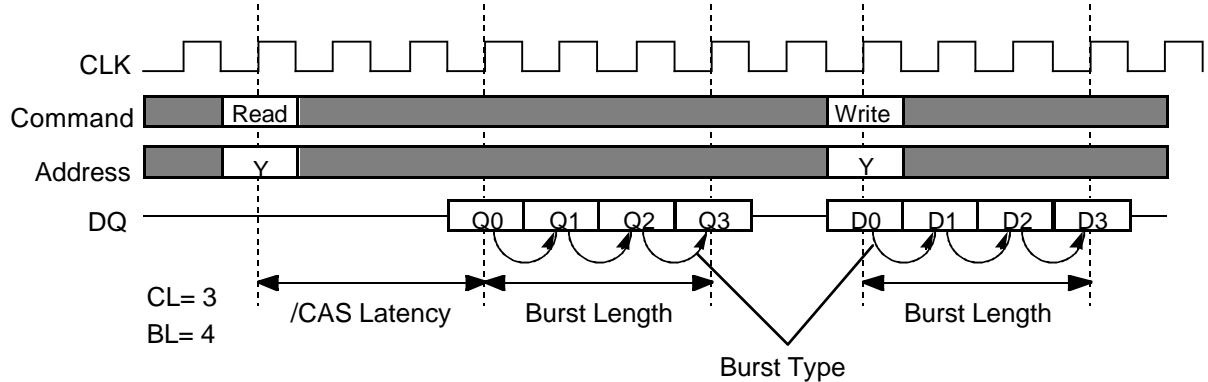 CLK
Command Read Write
Address Y Y
DQ Q0 Q1 Q2 Q3 D0 D1 D2 D3
CL= 3 /CAS Latency Burst Length Burst Length
BL= 4
Burst Type